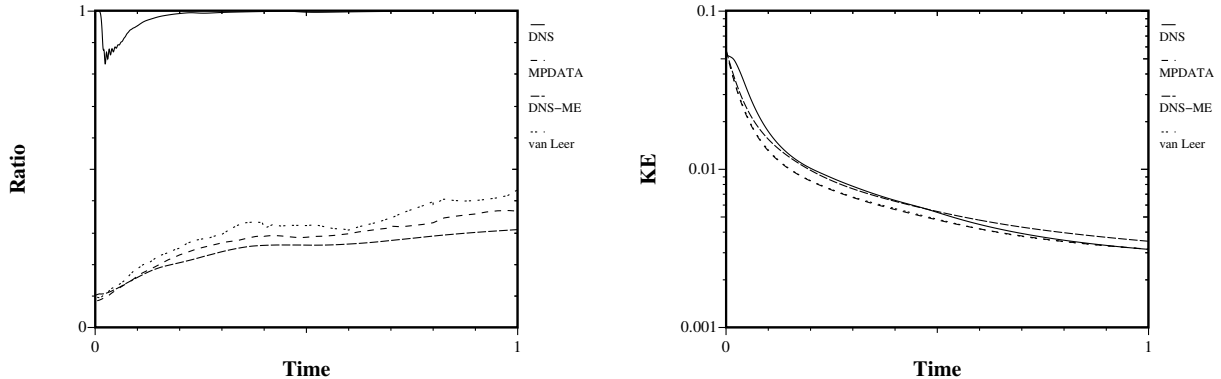 1
0
0
1
Ratio
Time
DNS
MPDATA
DNS−ME
van Leer
0.1
0.01
0.001
0
1
KE
Time
DNS
MPDATA
DNS−ME
van Leer